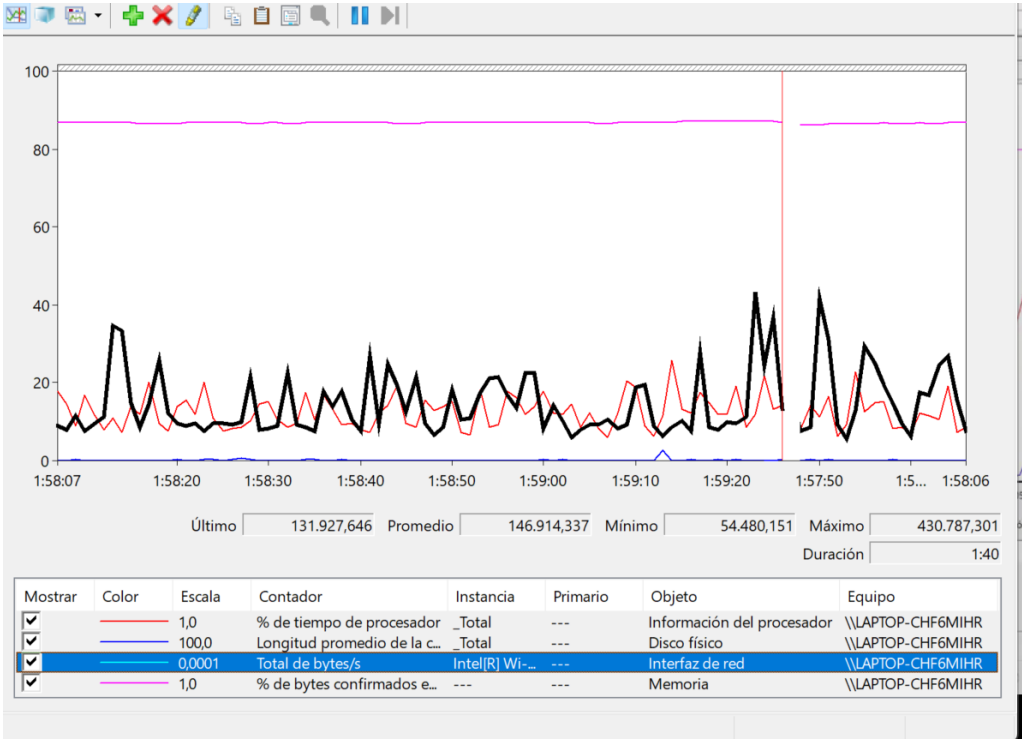 100
80
60
40
20
0
1:58:07 1:58:20 1:58:30 1:58:40 1:58:50 1:59:00 1:59:10 1:59:20 1:57:50 1:5... 1:58:06
Último 131.927,646 Promedio 146.914,337 Mínimo 54.480,151 Máximo 430.787,301
Duración 1:40
Mostrar Color Escala Contador Instancia Primario Objeto Equipo
1,0 % de tiempo de procesador _Total --- Información del procesador \\LAPTOP-CHF6MIHR
100,0 Longitud promedio de la c... _Total --- Disco físico \\LAPTOP-CHF6MIHR
0,0001 Total de bytes/s Intel[R] Wi-... --- Interfaz de red \\LAPTOP-CHF6MIHR
1,0 % de bytes confirmados e... --- --- Memoria \\LAPTOP-CHF6MIHR